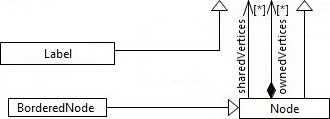 [*] [*]
sharedVertices
ownedVertices
Label
BorderedNode
Node